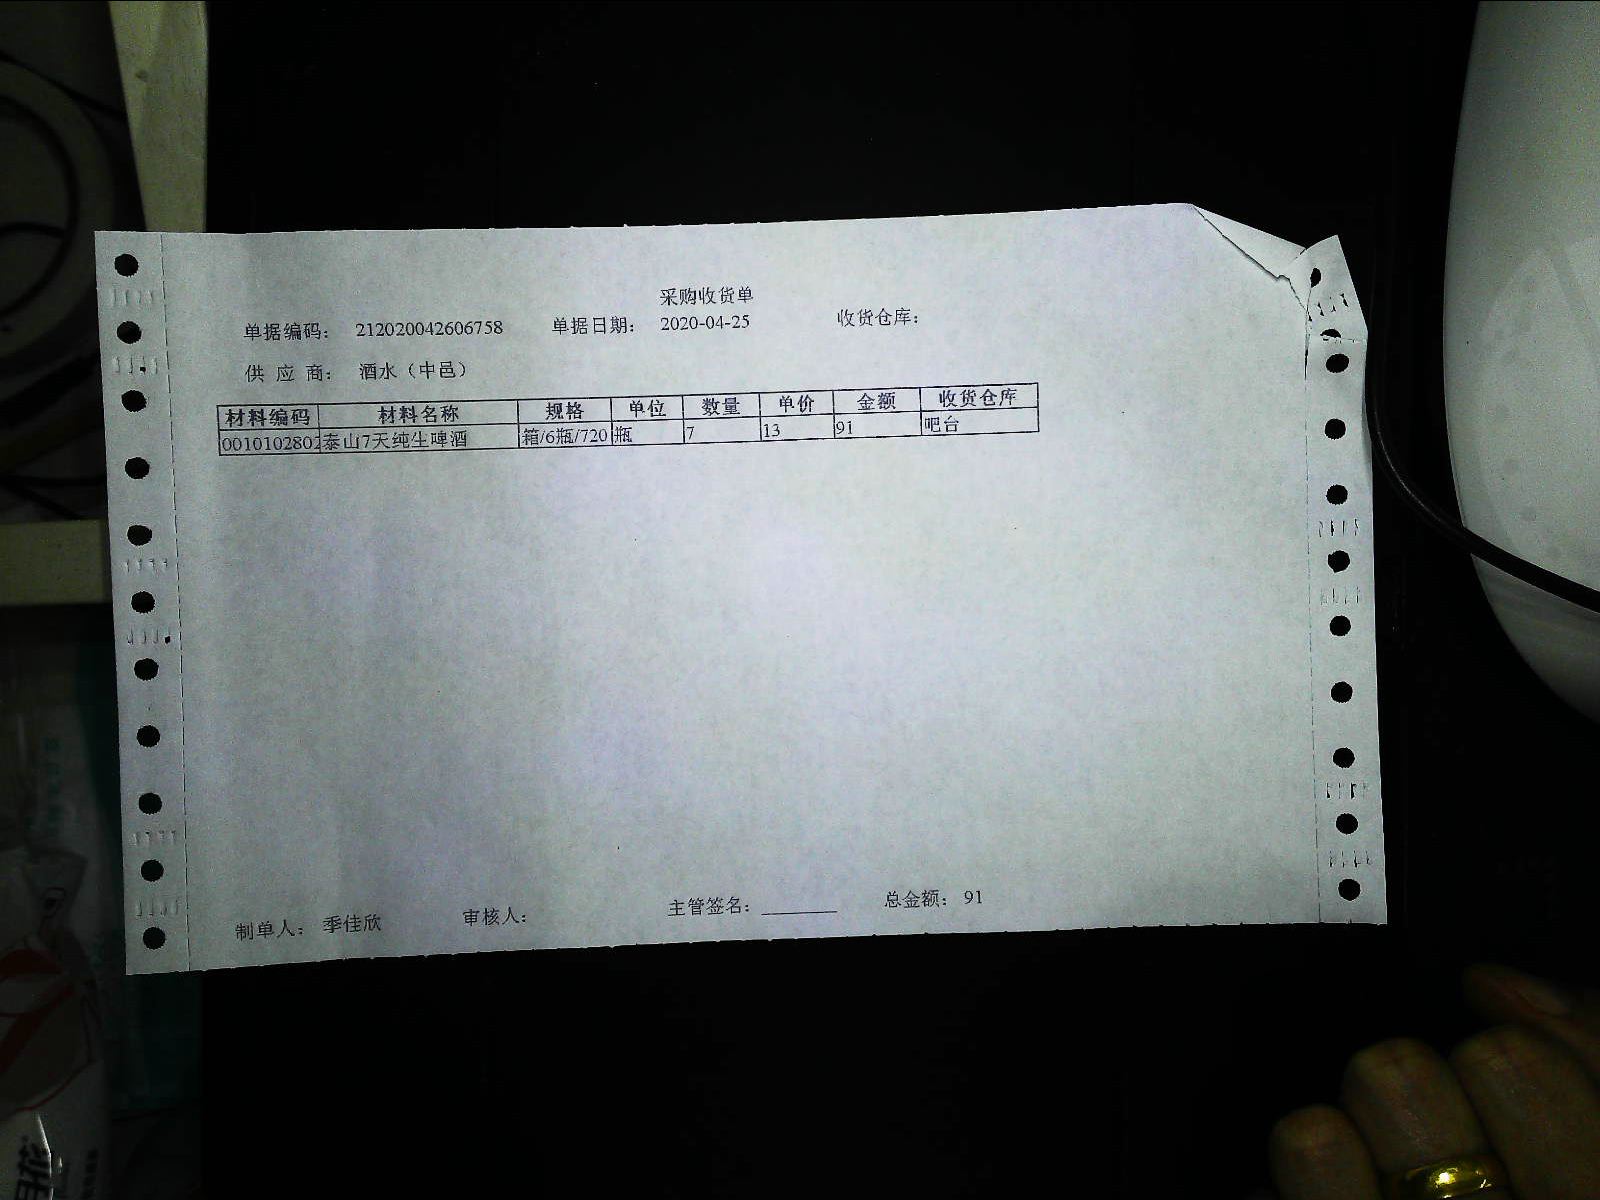 采购收货单
单据编码： 212020042606758 单据日期： 2020-04-25 收货仓库：
供 应 商： 酒水（中邑）
材料编码 材料名称 规格 单位 数量 单价 金额 收货仓库
0010102802 泰山7天纯生啤酒 箱/6瓶/720 瓶 7 13 91 吧台
制单人： 季佳欣 审核人： 主管签名：________ 总金额： 91